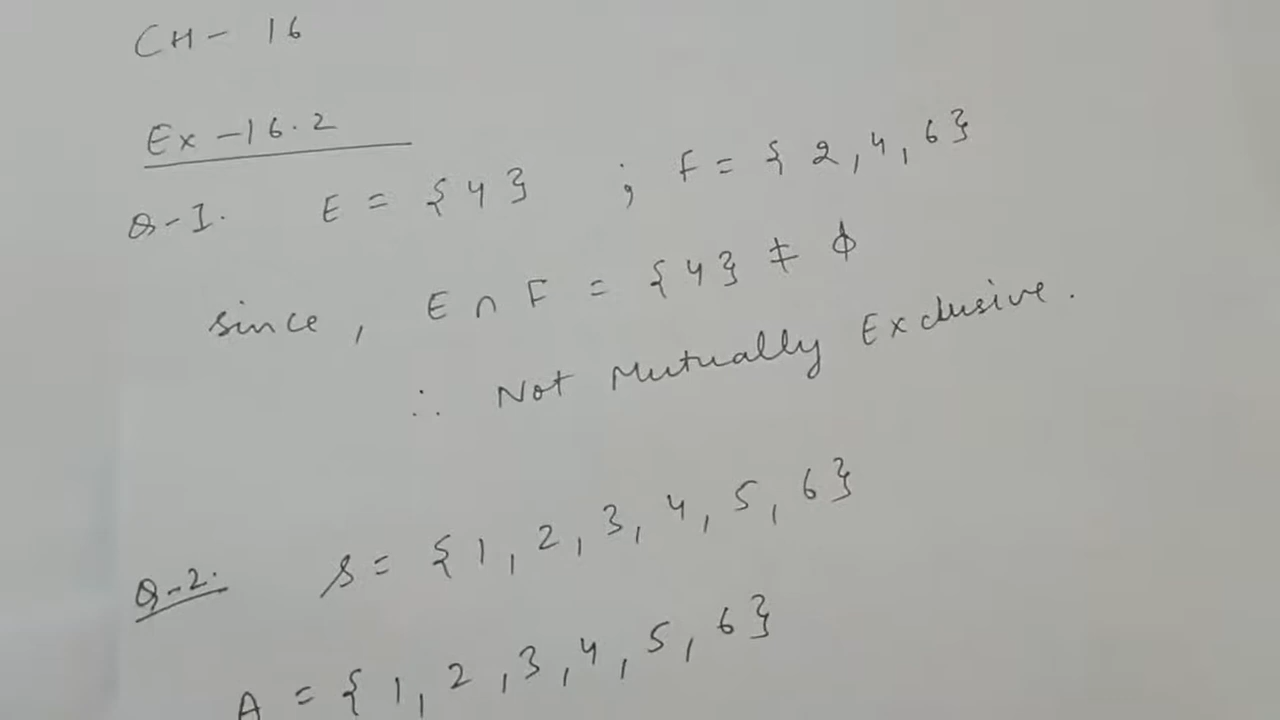 CH - 16
Ex - 16.2
Q-1. E = {4} ; F = {2, 4, 6}
since, E ∩ F = {4} ≠ ϕ
∴ Not Mutually Exclusive.
Q-2. S = {1, 2, 3, 4, 5, 6}
A = {1, 2, 3, 4, 5, 6}